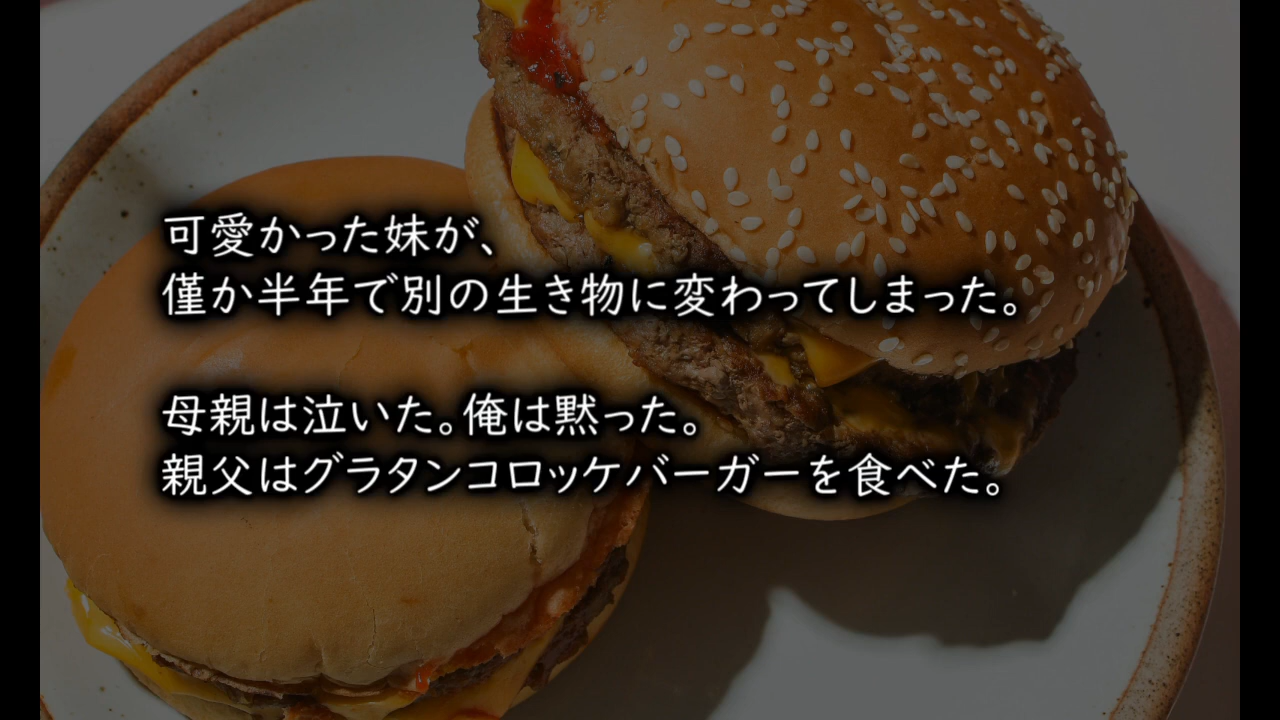 可愛かった妹が、
僅か半年で別の生き物に変わってしまった。
母親は泣いた。俺は黙った。
親父はグラタンコロッケバーガーを食べた。